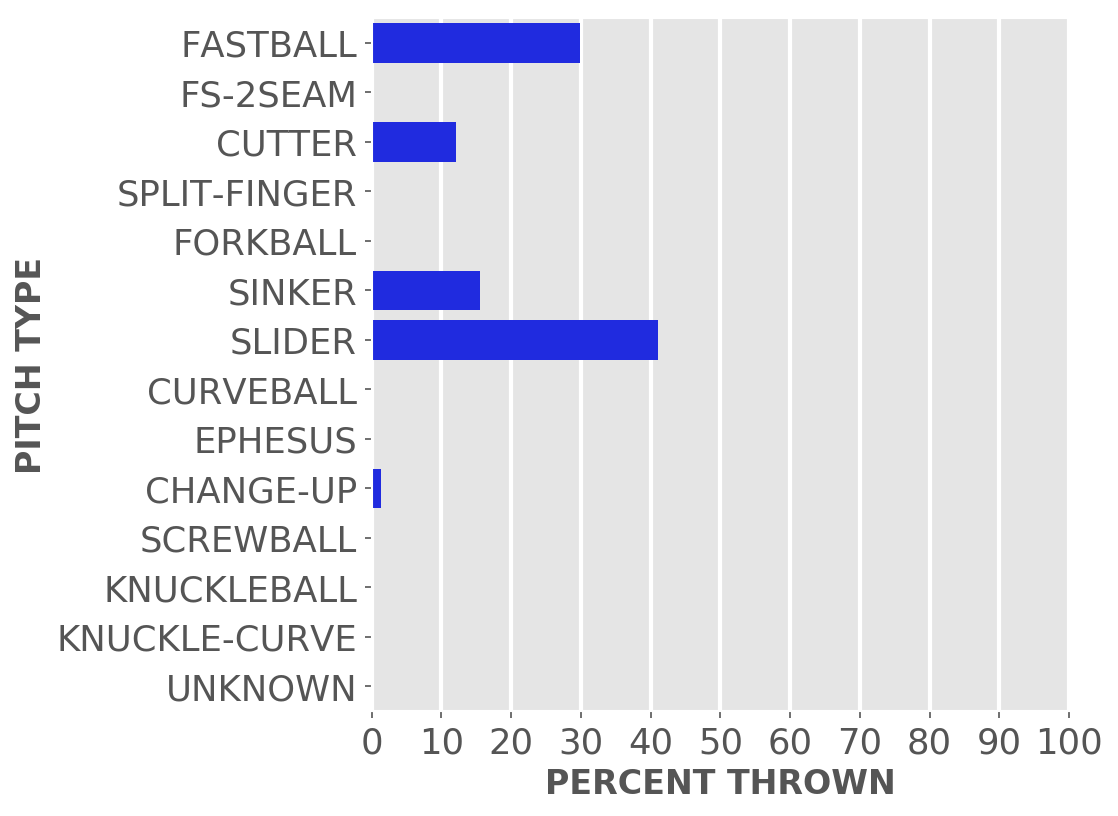 FASTBALL
FS-2SEAM
CUTTER
SPLIT-FINGER
FORKBALL
SINKER
SLIDER
CURVEBALL
EPHESUS
CHANGE-UP
SCREWBALL
KNUCKLEBALL
KNUCKLE-CURVE
UNKNOWN
PITCH TYPE
0 10 20 30 40 50 60 70 80 90 100
PERCENT THROWN